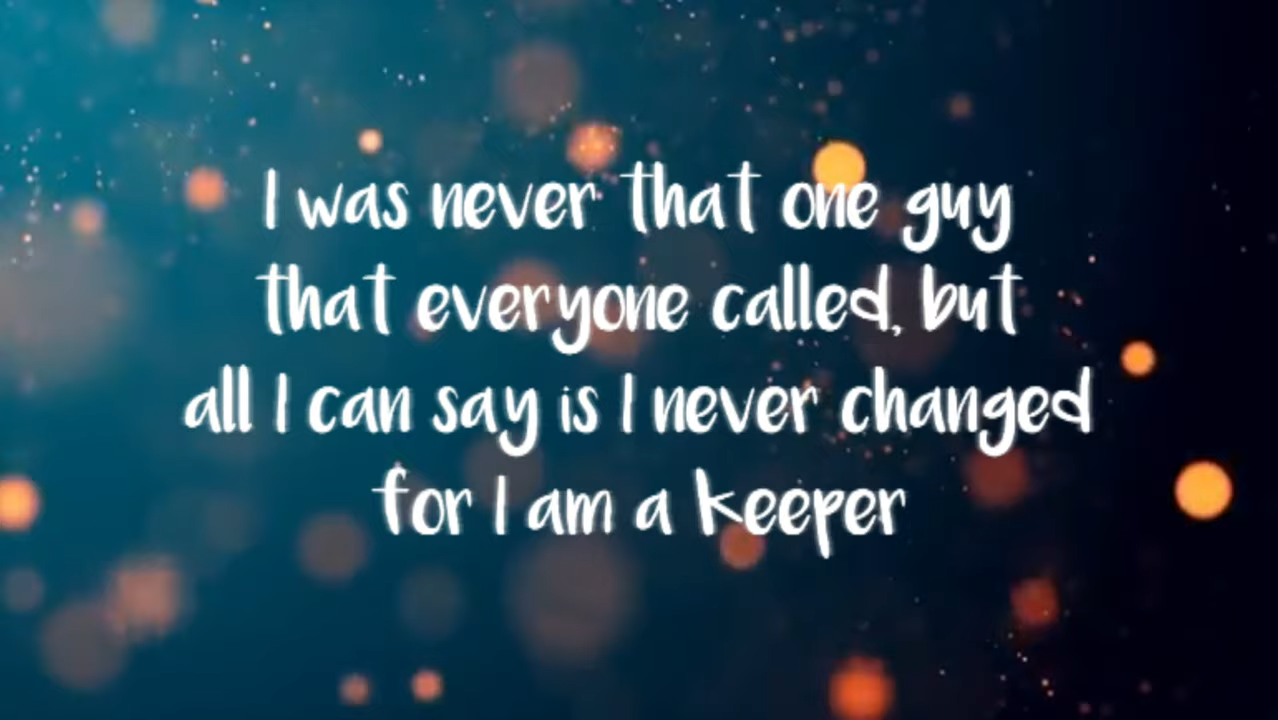 I was never that one guy
that everyone called, but
all I can say is I never changed
for I am a keeper